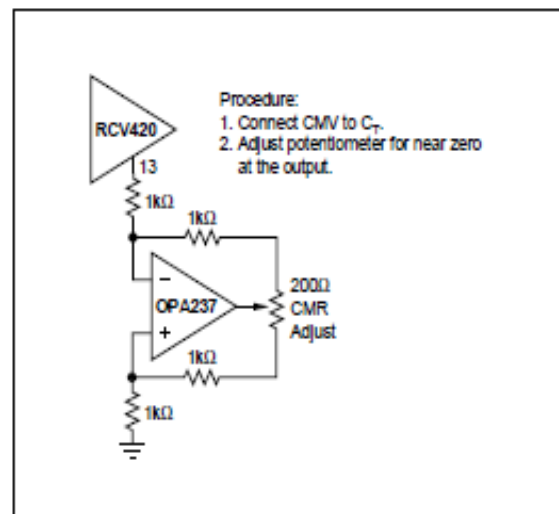 Procedure:
1. Connect CMV to CT.
2. Adjust potentiometer for near zero
at the output.
RCV420
13
1kΩ
1kΩ
−
OPA237
+
200Ω
CMR
Adjust
1kΩ
1kΩ